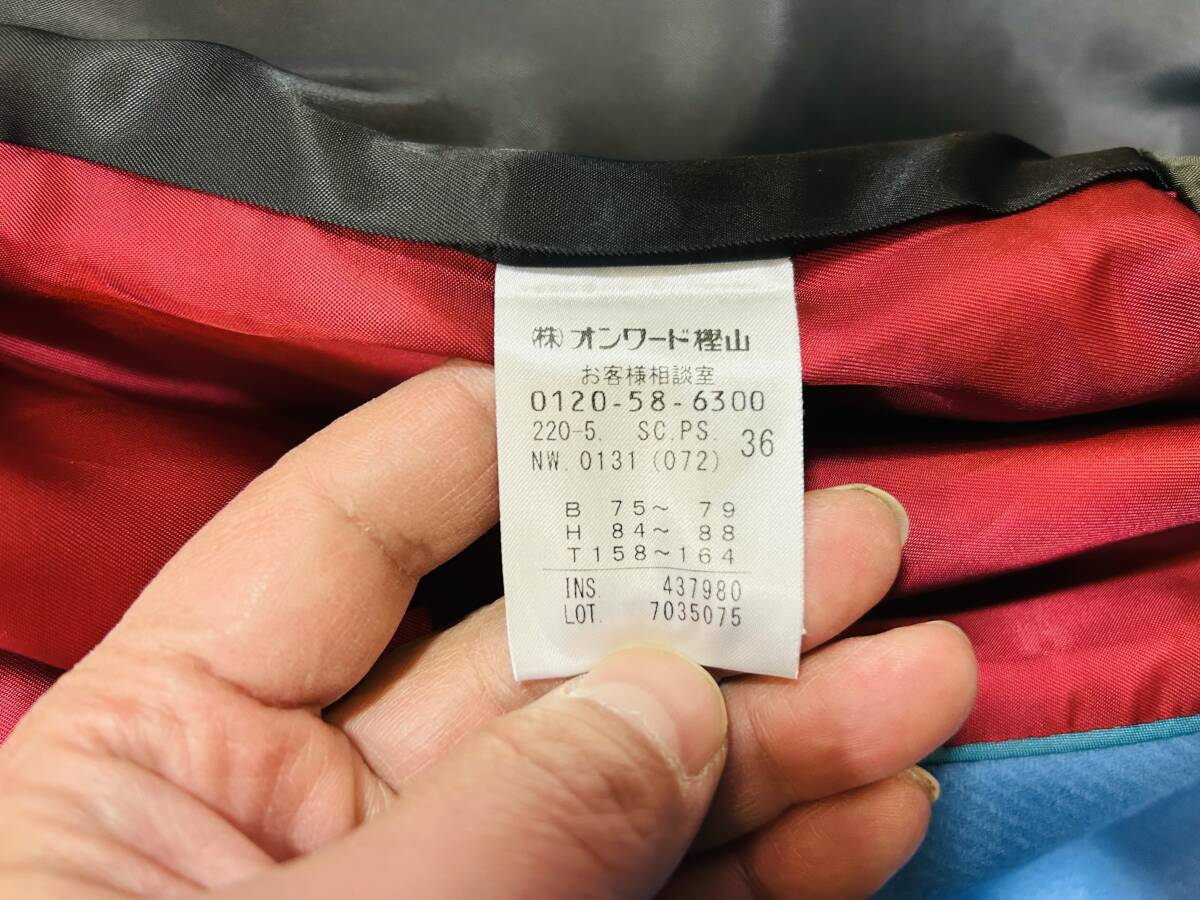 (株)オンワード樫山
お客様相談室
0120-58-6300
220-5. SC.PS. 36
NW. 0131 (072)
B 75〜 79
H 84〜 88
T 158〜164
INS. 437980
LOT. 7035075